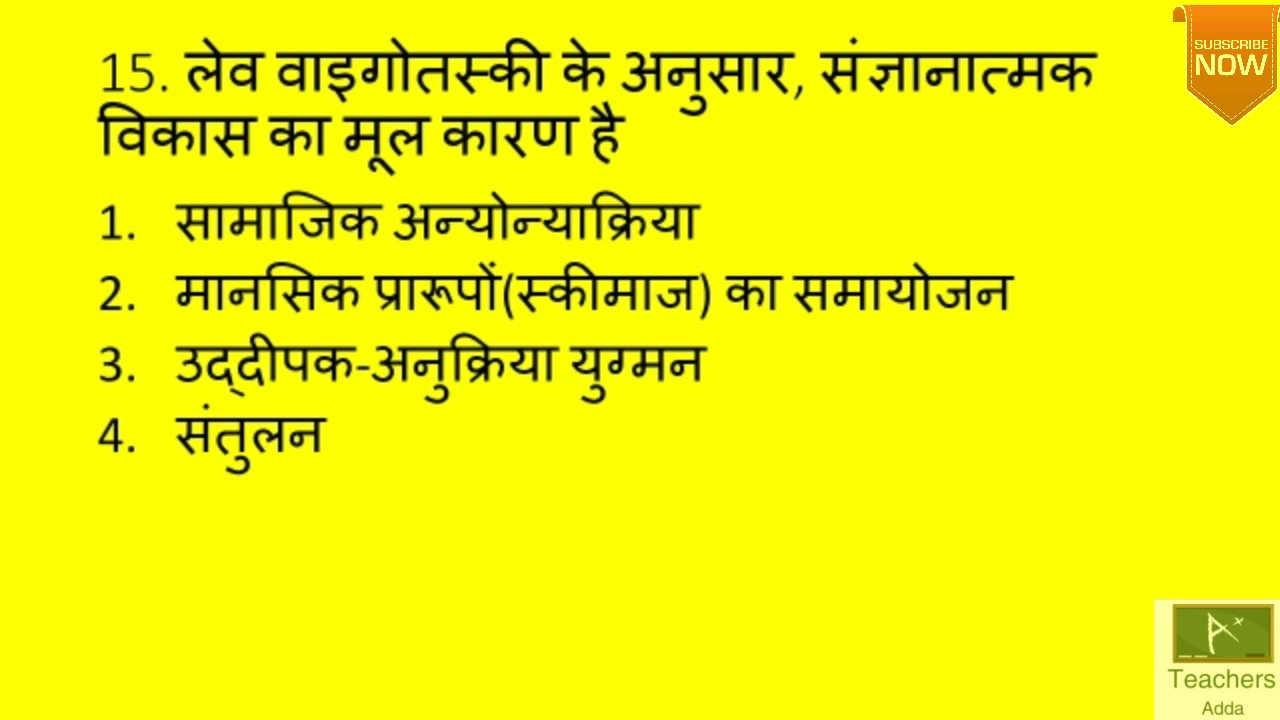 15. लेव वाइगोतस्की के अनुसार, संज्ञानात्मक
विकास का मूल कारण है
1. सामाजिक अन्योन्याक्रिया
2. मानसिक प्रारूपों(स्कीमाज) का समायोजन
3. उद्‌दीपक-अनुक्रिया युग्मन
4. संतुलन
SUBSCRIBE
NOW
A+
Teachers
Adda